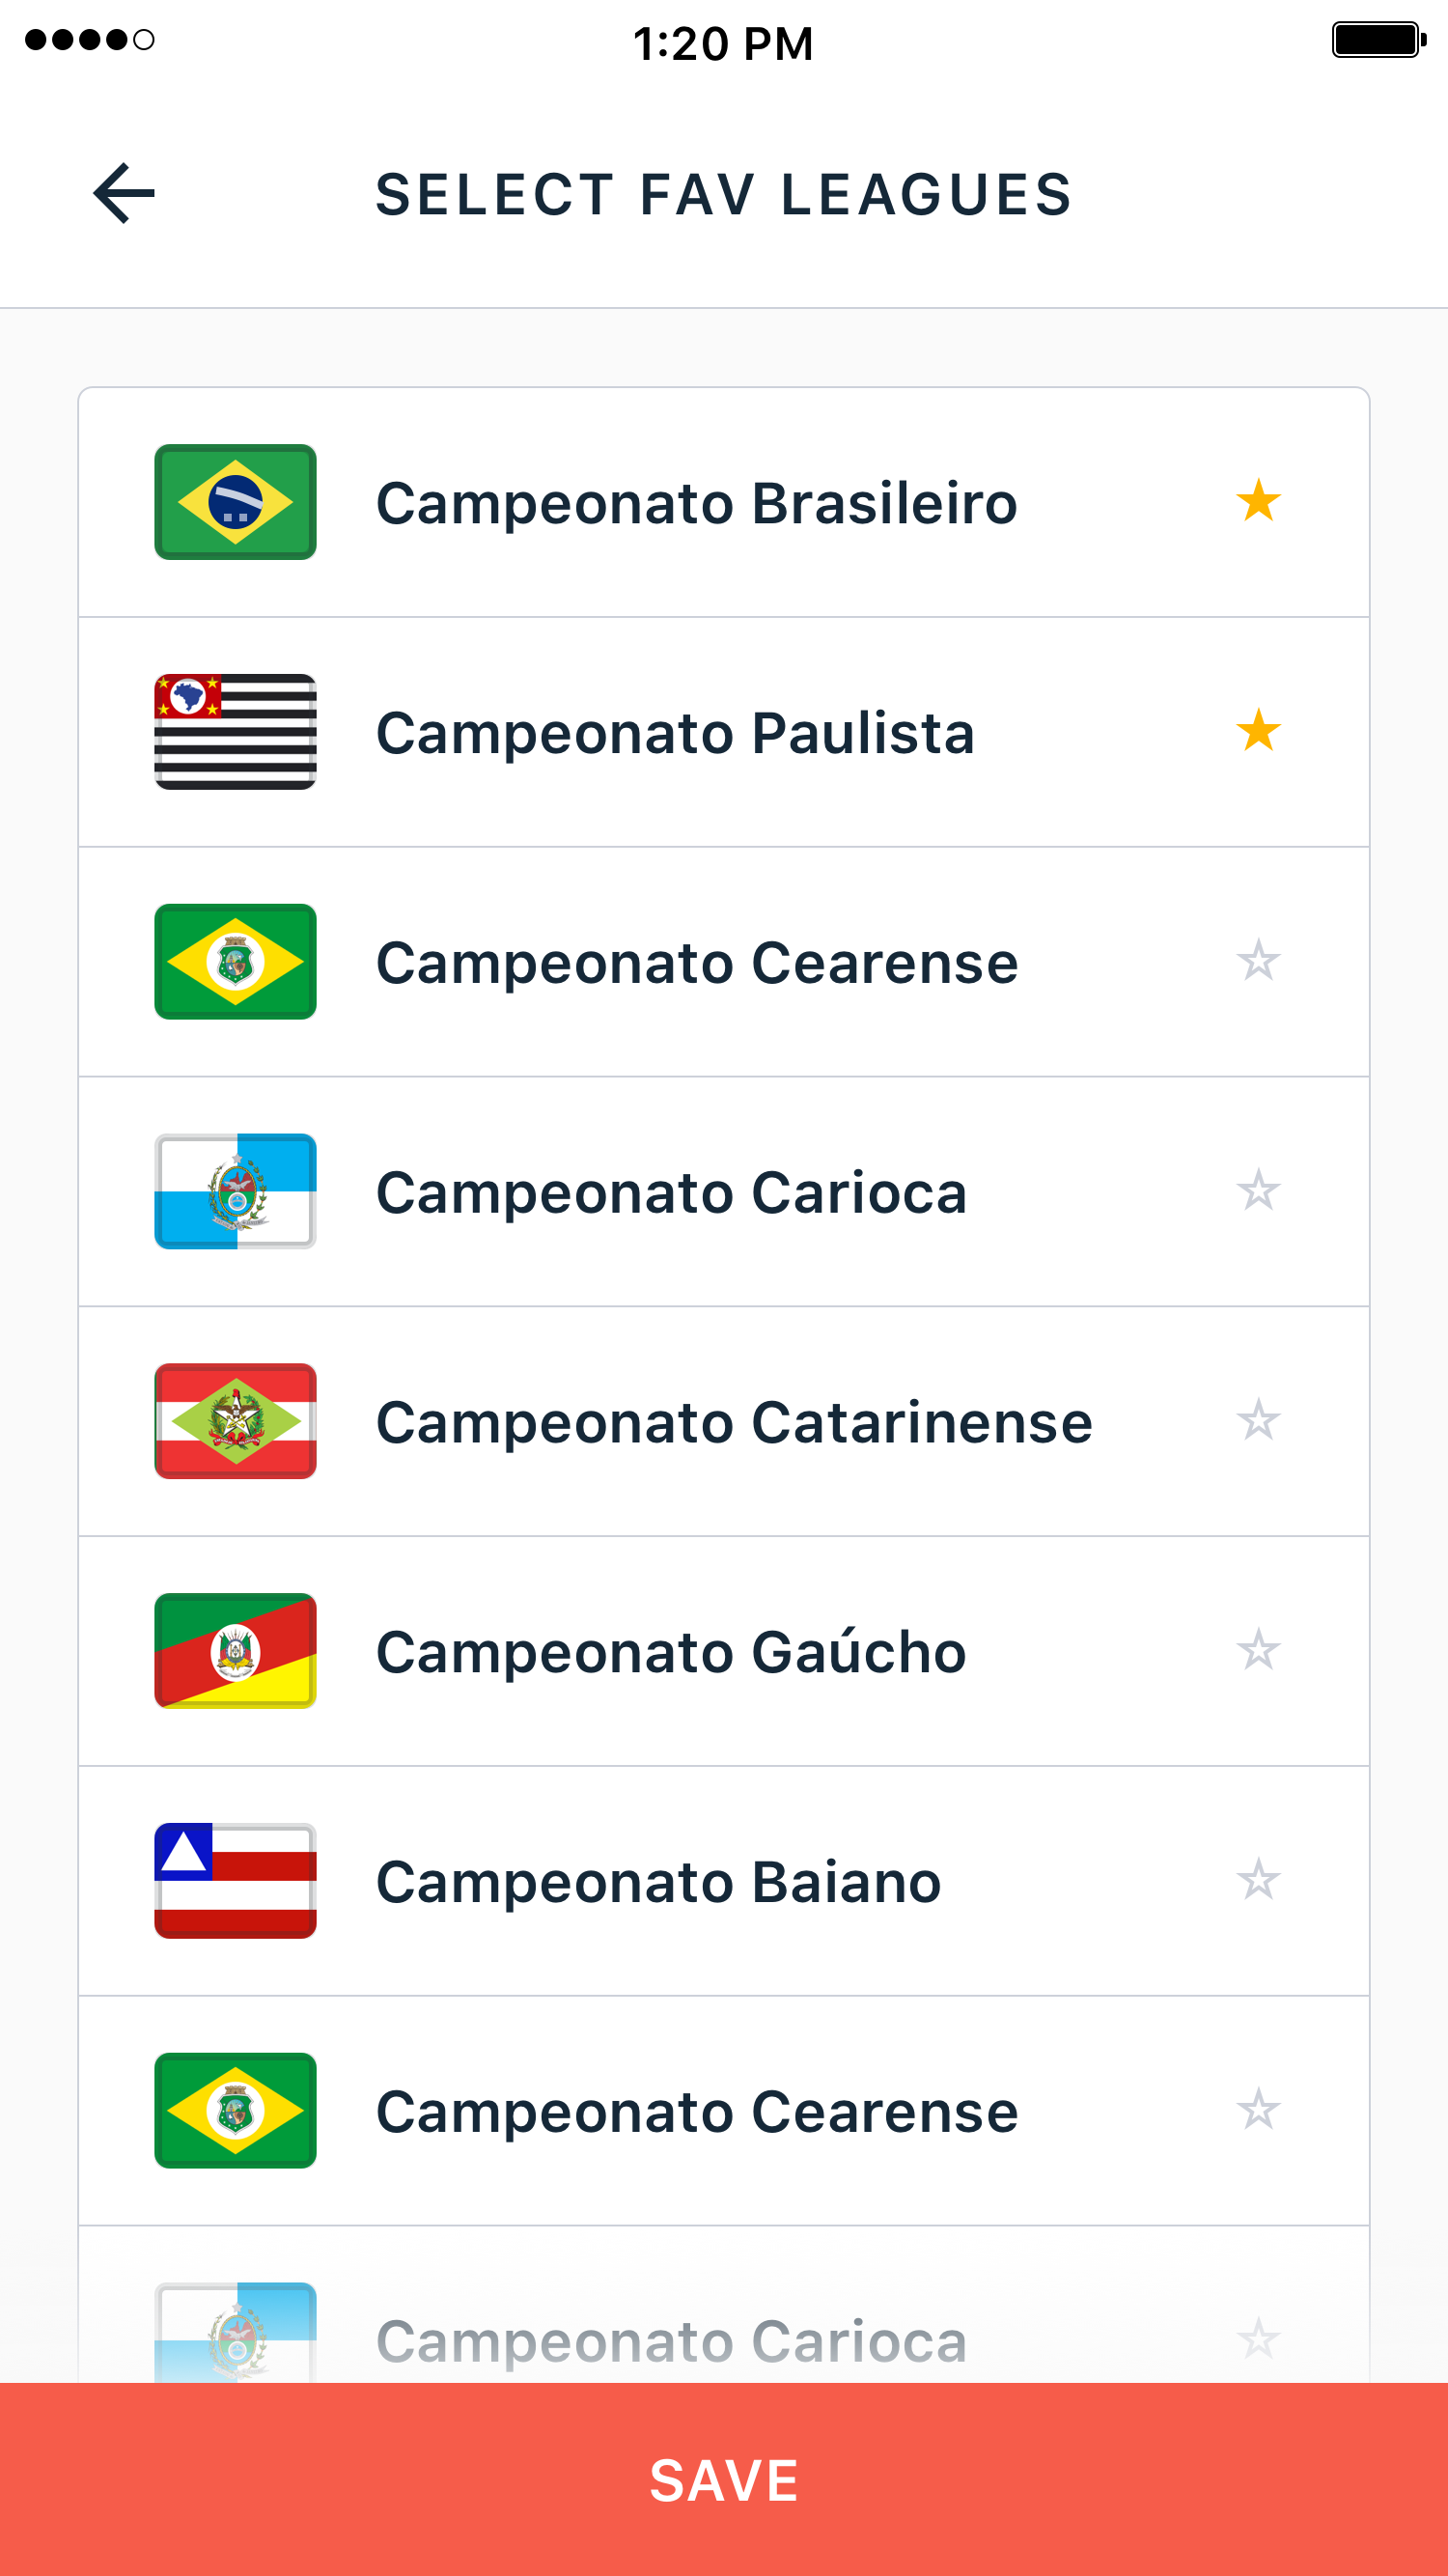 1:20 PM
SELECT FAV LEAGUES
Campeonato Brasileiro
Campeonato Paulista
Campeonato Cearense
Campeonato Carioca
Campeonato Catarinense
Campeonato Gaúcho
Campeonato Baiano
Campeonato Cearense
Campeonato Carioca
SAVE